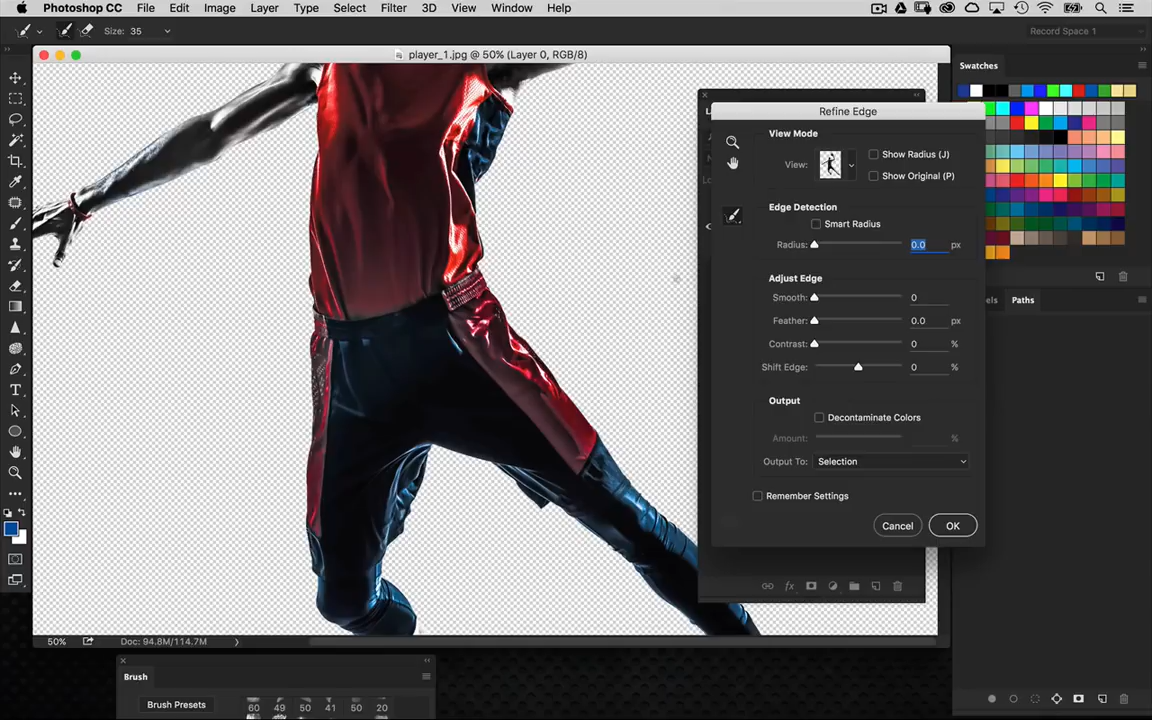 Photoshop CC File Edit Image Layer Type Select Filter 3D View Window Help
Size: 35
Record Space 1
player_1.jpg @ 50% (Layer 0, RGB/8)
Swatches
Refine Edge
View Mode
View:
Show Radius (J)
Show Original (P)
Edge Detection
Smart Radius
Radius: 0.0 px
Adjust Edge
Smooth: 0
Feather: 0.0 px
Contrast: 0 %
Shift Edge: 0 %
Output
Decontaminate Colors
Amount: %
Output To: Selection
Remember Settings
Cancel OK
Paths
fx
50% Doc: 94.8M/114.7M
Brush
Brush Presets
60 49 50 41 50 20